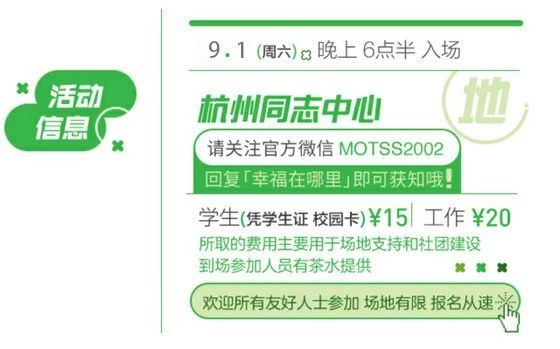 活动
信息
9.1 (周六) 晚上 6点半 入场
地
杭州同志中心
请关注官方微信 MOTSS2002
回复「幸福在哪里」即可获知哦!
学生(凭学生证 校园卡) ¥15 | 工作 ¥20
所取的费用主要用于场地支持和社团建设
到场参加人员有茶水提供
欢迎所有友好人士参加 场地有限 报名从速